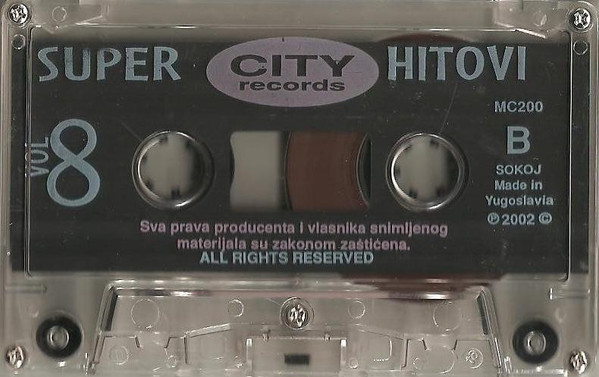 SUPER CITY records HITOVI
VOL 8
MC200
B
SOKOJ
Made in
Yugoslavia
℗ 2002 ©
Sva prava producenta i vlasnika snimljenog
materijala su zakonom zaštićena.
ALL RIGHTS RESERVED